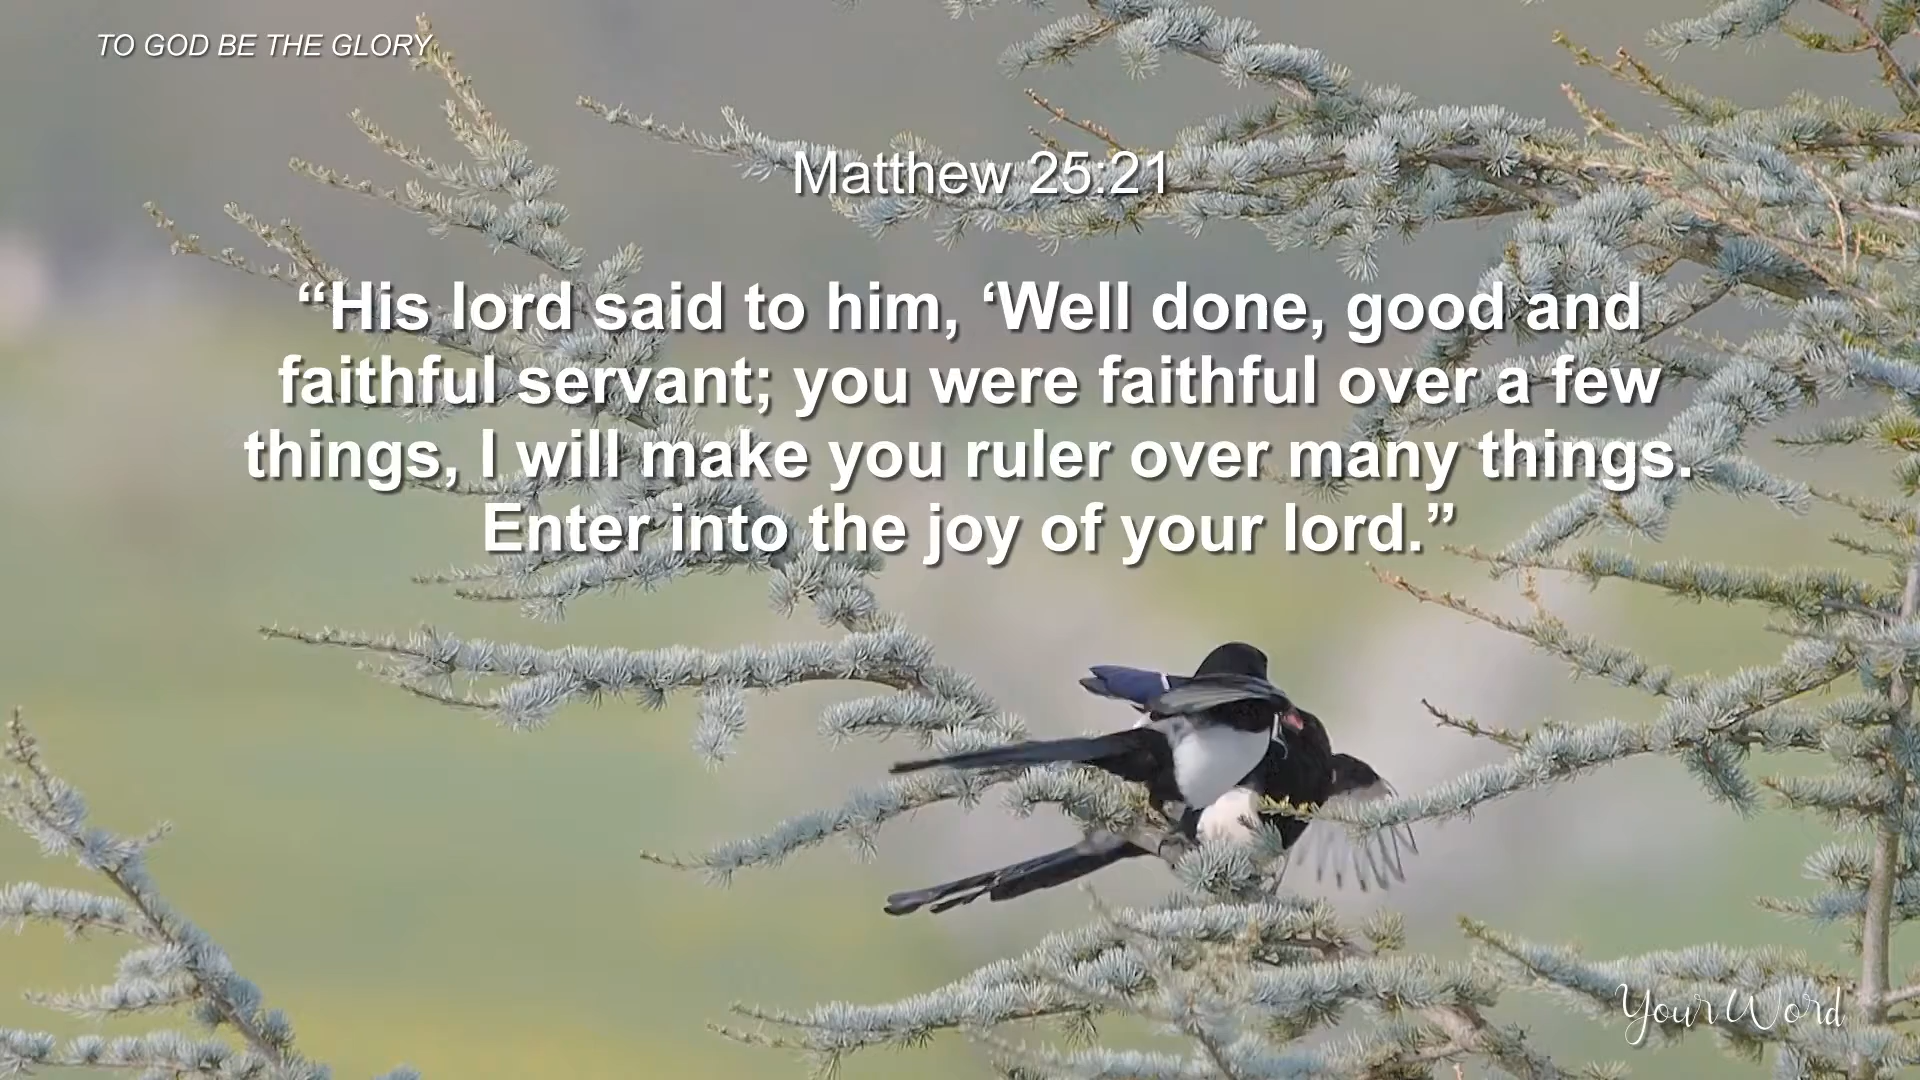 TO GOD BE THE GLORY
Matthew 25:21
“His lord said to him, ‘Well done, good and
faithful servant; you were faithful over a few
things, I will make you ruler over many things.
Enter into the joy of your lord.”
Your Word